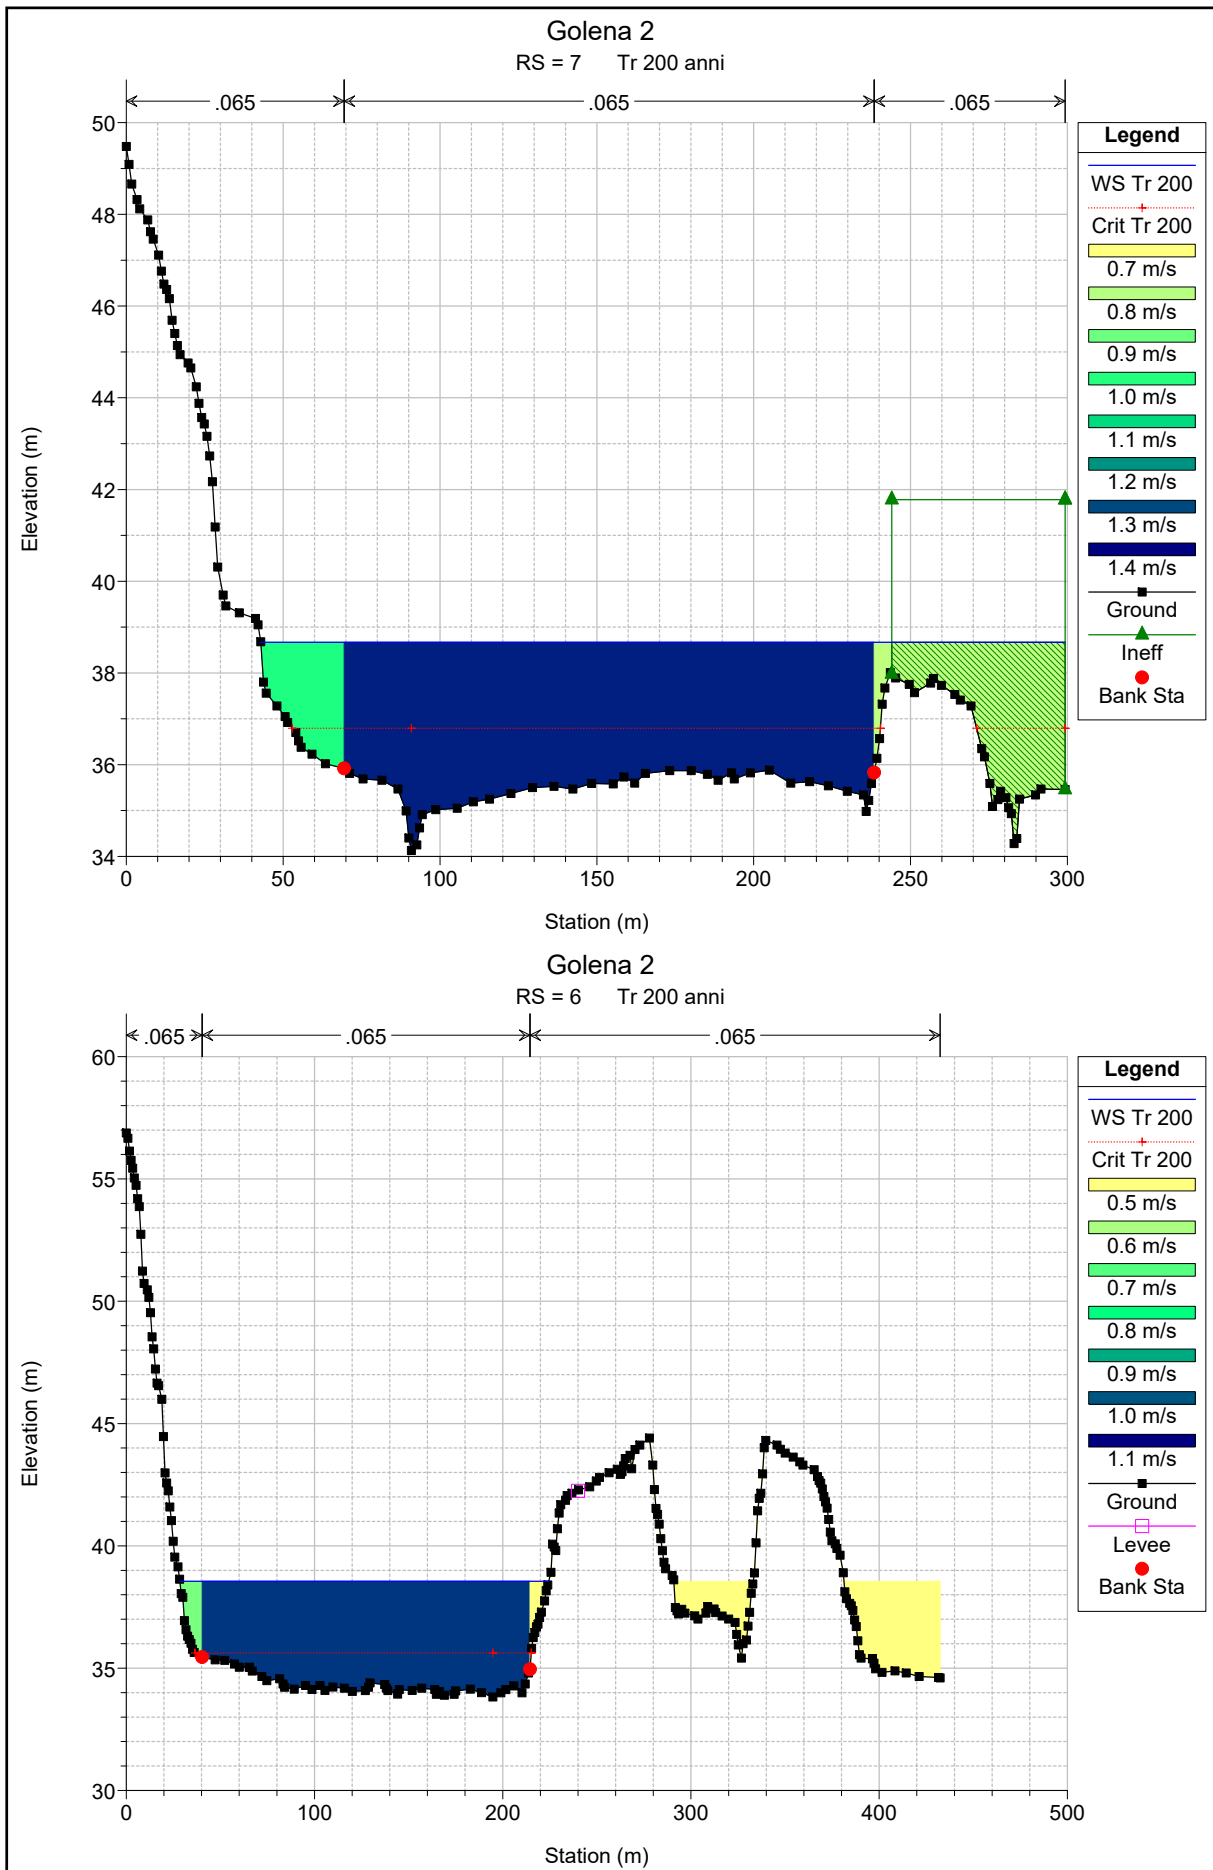 Golena 2
RS = 7 Tr 200 anni
.065 .065 .065
50
48
46
44
42
40
38
36
34
0 50 100 150 200 250 300
Station (m)
Elevation (m)
Legend
WS Tr 200
Crit Tr 200
0.7 m/s
0.8 m/s
0.9 m/s
1.0 m/s
1.1 m/s
1.2 m/s
1.3 m/s
1.4 m/s
Ground
Ineff
Bank Sta
Golena 2
RS = 6 Tr 200 anni
.065 .065 .065
60
55
50
45
40
35
30
0 100 200 300 400 500
Station (m)
Elevation (m)
Legend
WS Tr 200
Crit Tr 200
0.5 m/s
0.6 m/s
0.7 m/s
0.8 m/s
0.9 m/s
1.0 m/s
1.1 m/s
Ground
Levee
Bank Sta